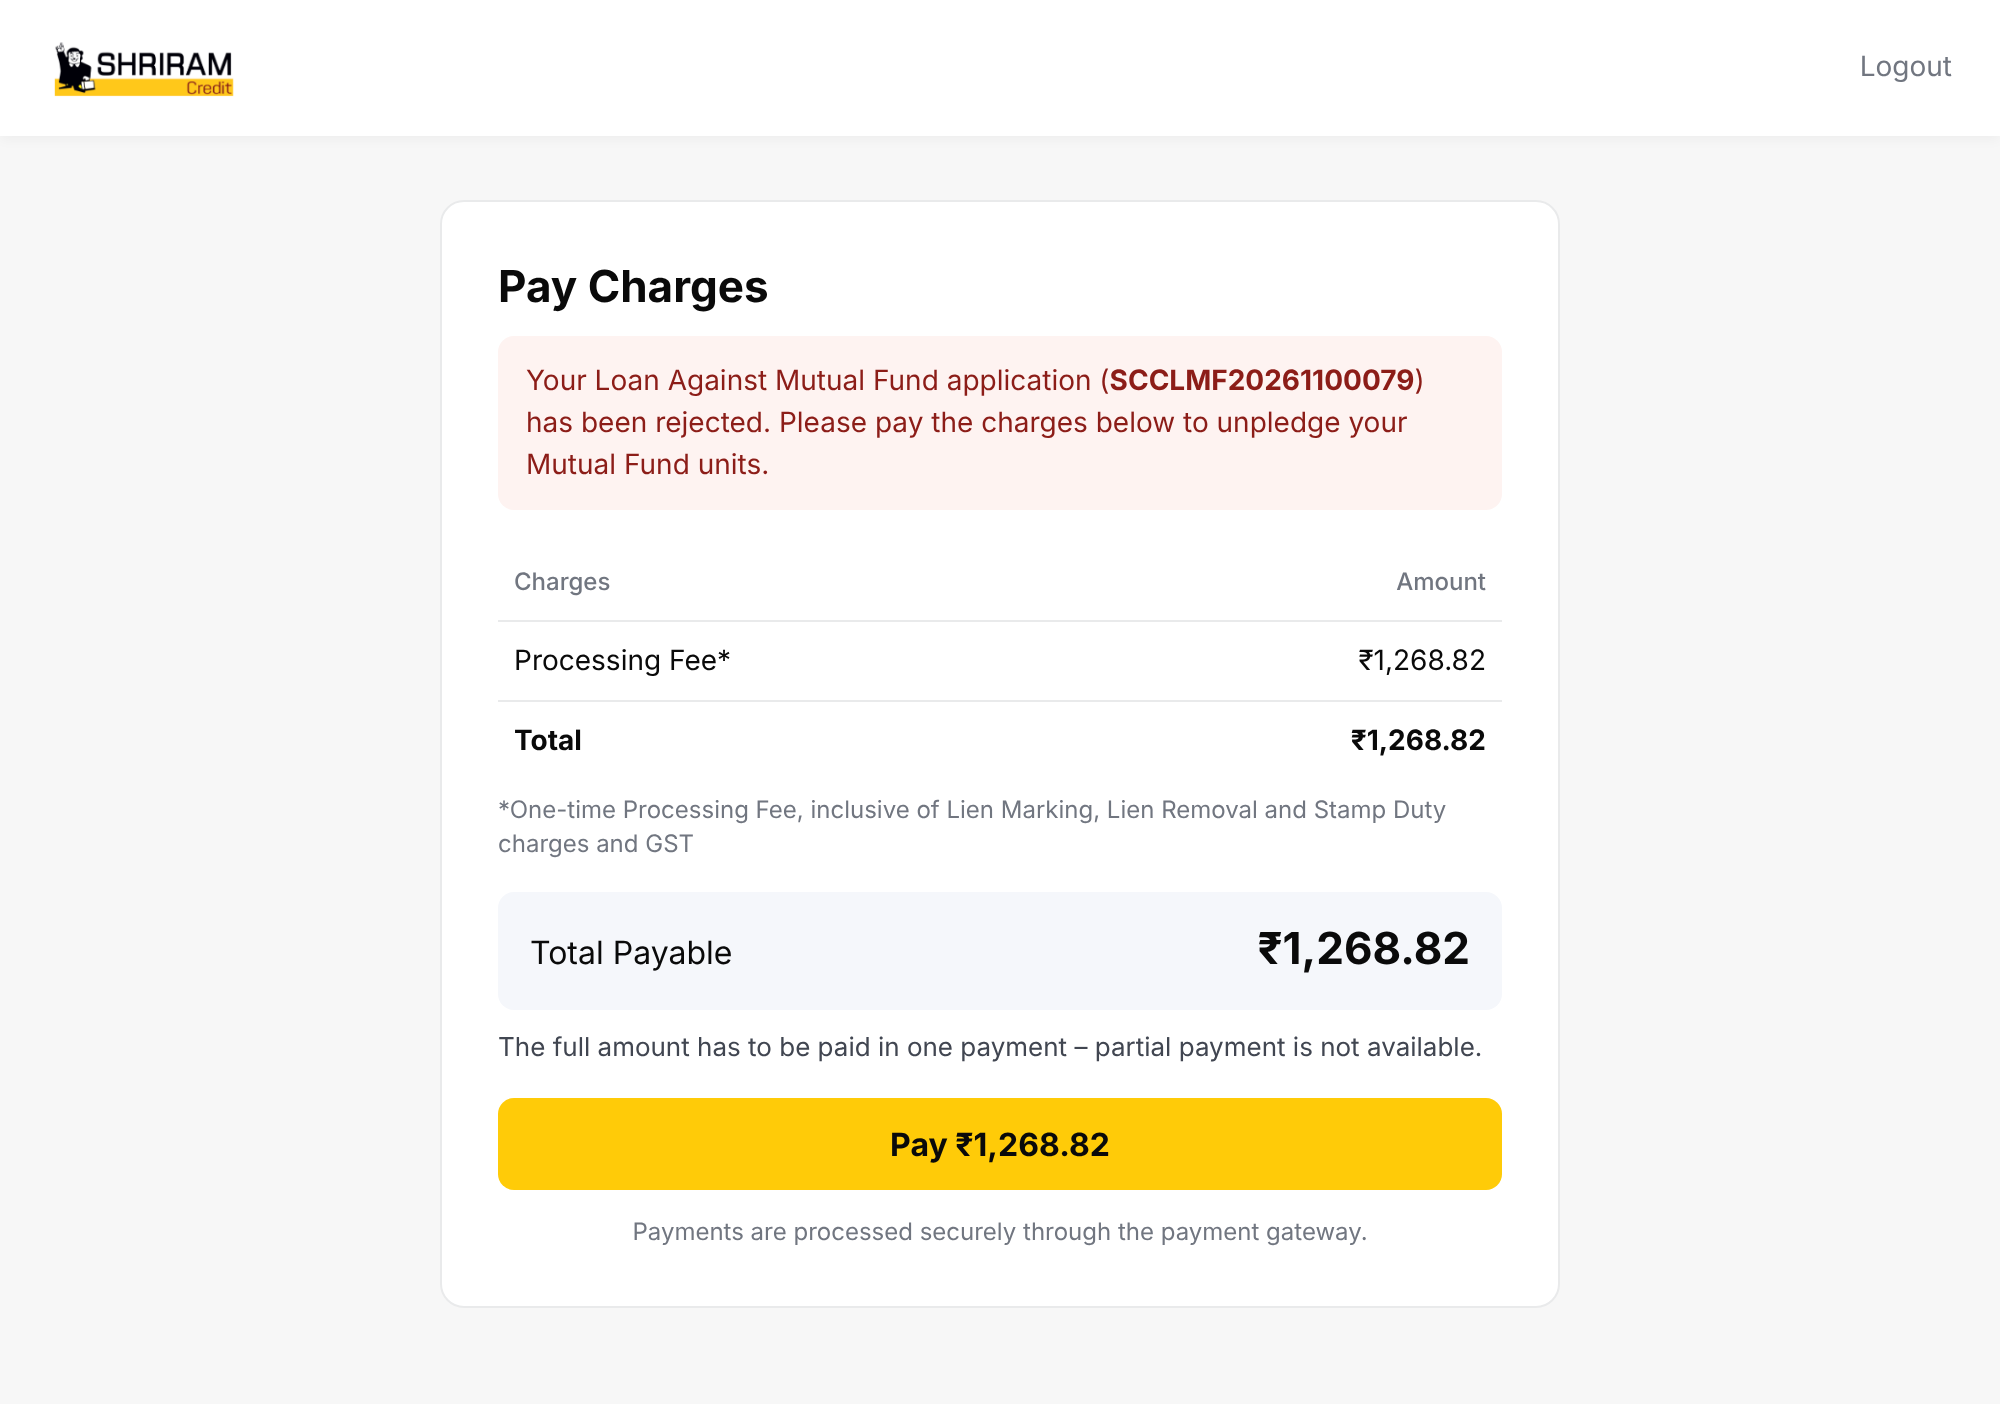 SHRIRAM
Credit
Logout
Pay Charges
Your Loan Against Mutual Fund application (SCCLMF20261100079)
has been rejected. Please pay the charges below to unpledge your
Mutual Fund units.
Charges Amount
Processing Fee* ₹1,268.82
Total ₹1,268.82
*One-time Processing Fee, inclusive of Lien Marking, Lien Removal and Stamp Duty
charges and GST
Total Payable ₹1,268.82
The full amount has to be paid in one payment – partial payment is not available.
Pay ₹1,268.82
Payments are processed securely through the payment gateway.